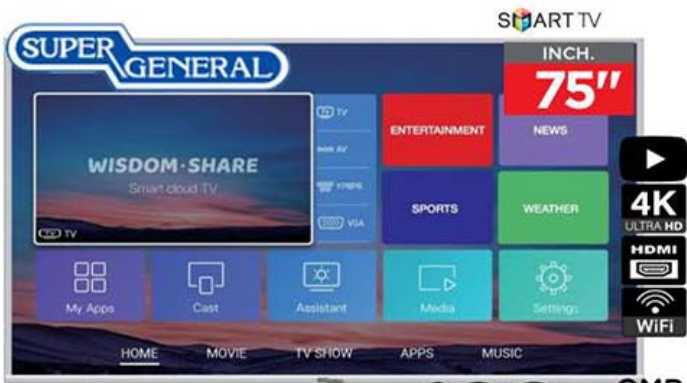 SMART TV
SUPER
GENERAL
INCH.
75"
TV
AV
YPBPR
VGA
WISDOM·SHARE
Smart cloud TV
TV
ENTERTAINMENT
NEWS
SPORTS
WEATHER
4K
ULTRA HD
HDMI
WiFi
My Apps
Cast
Assistant
Media
Settings
HOME
MOVIE
TV SHOW
APPS
MUSIC